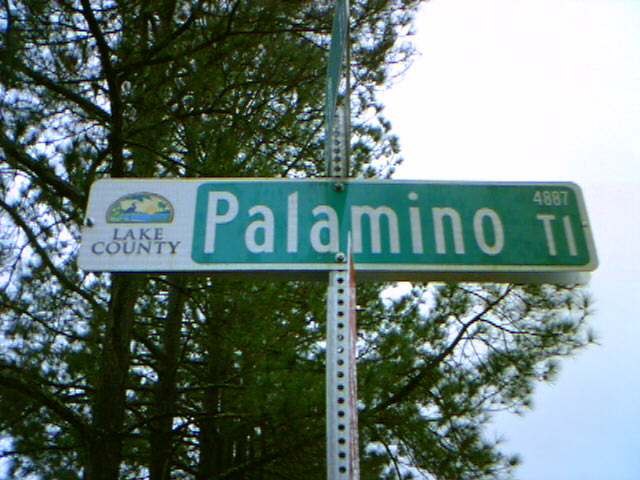 LAKE
COUNTY
Palamino
4887
Tl